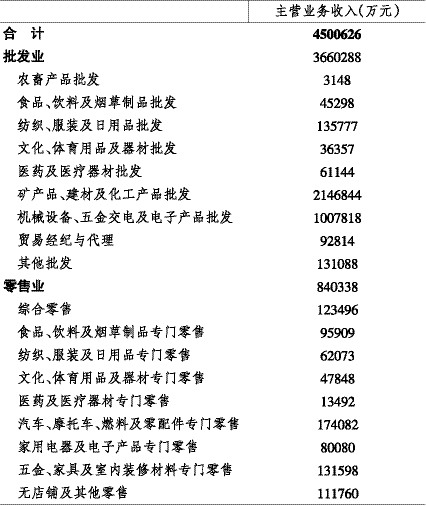 主营业务收入(万元)
合 计 4500626
批发业 3660288
农畜产品批发 3148
食品、饮料及烟草制品批发 45298
纺织、服装及日用品批发 135777
文化、体育用品及器材批发 36357
医药及医疗器材批发 61144
矿产品、建材及化工产品批发 2146844
机械设备、五金交电及电子产品批发 1007818
贸易经纪与代理 92814
其他批发 131088
零售业 840338
综合零售 123496
食品、饮料及烟草制品专门零售 95909
纺织、服装及日用品专门零售 62073
文化、体育用品及器材专门零售 47848
医药及医疗器材专门零售 13492
汽车、摩托车、燃料及零配件专门零售 174082
家用电器及电子产品专门零售 80080
五金、家具及室内装修材料专门零售 131598
无店铺及其他零售 111760